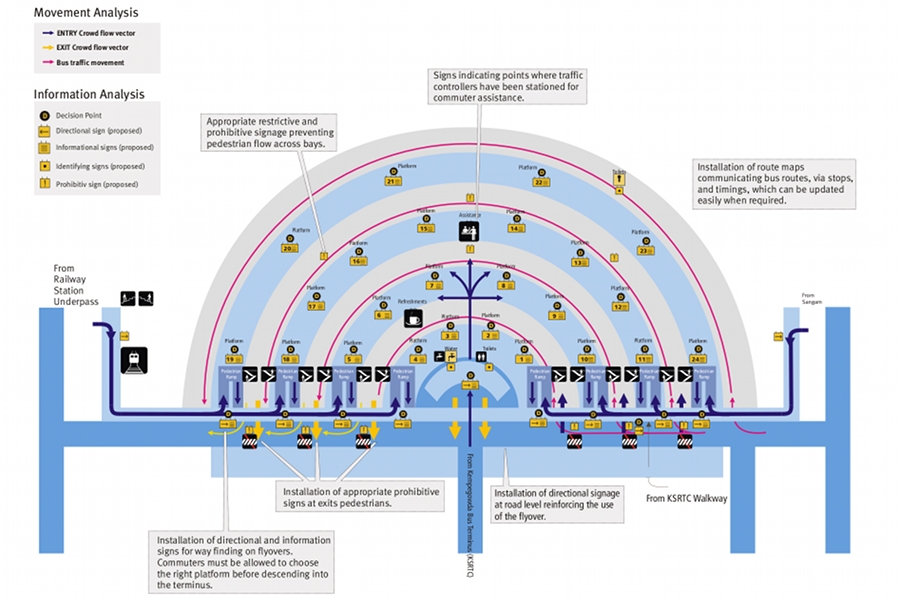 Movement Analysis
ENTRY Crowd flow vector
EXIT Crowd flow vector
Bus traffic movement
Information Analysis
D
Decision Point
Directional sign (proposed)
Informational signs (proposed)
Identifying signs (proposed)
Prohibitiv sign (proposed)
Signs indicating points where traffic
controllers have been stationed for
commuter assistance.
Appropriate restrictive and
prohibitive signage preventing
pedestrian flow across bays.
Installation of route maps
communicating bus routes, via stops,
and timings, which can be updated
easily when required.
Platform
21
Platform
22
Toilets
Platform
15
Assistance
Platform
14
Platform
20
Platform
16
Platform
13
Platform
23
Platform
7
Platform
8
Platform
17
Platform
6
Refreshments
Platform
9
Platform
12
Platform
3
Platform
2
Platform
19
Platform
18
Platform
5
Platform
4
Water
Toilets
Platform
1
Platform
10
Platform
11
Platform
24
Pedestrian
Ramp
Pedestrian
Ramp
Pedestrian
Ramp
Pedestrian
Ramp
Pedestrian
Ramp
Pedestrian
Ramp
Pedestrian
Ramp
Pedestrian
Ramp
From
Railway
Station
Underpass
From
Sangam
From Kempegowda Bus Terminus (KSRTC)
From KSRTC Walkway
Installation of appropriate prohibitive
signs at exits pedestrians.
Installation of directional signage
at road level reinforcing the use
of the flyover.
Installation of directional and information
signs for way finding on flyovers.
Commuters must be allowed to choose
the right platform before descending into
the terminus.